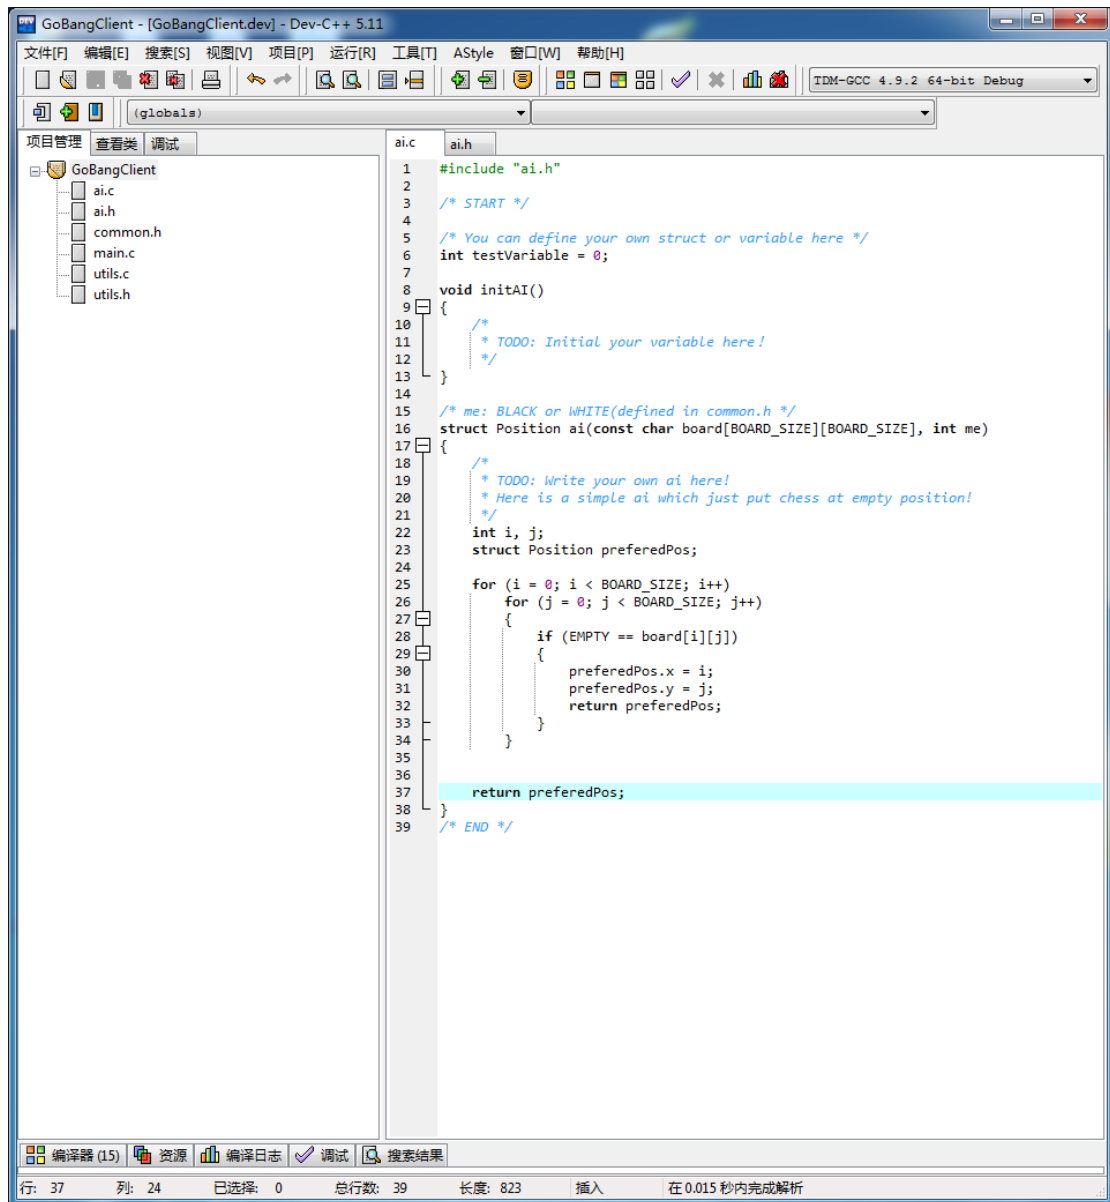 GoBangClient - [GoBangClient.dev] - Dev-C++ 5.11
文件[F] 编辑[E] 搜索[S] 视图[V] 项目[P] 运行[R] 工具[T] AStyle 窗口[W] 帮助[H]
TDM-GCC 4.9.2 64-bit Debug
(globals)
项目管理 查看类 调试
GoBangClient
ai.c
ai.h
common.h
main.c
utils.c
utils.h
ai.c ai.h
1 #include "ai.h"
2
3 /* START */
4
5 /* You can define your own struct or variable here */
6 int testVariable = 0;
7
8 void initAI()
9 {
10 /*
11 * TODO: Initial your variable here!
12 */
13 }
14
15 /* me: BLACK or WHITE(defined in common.h */
16 struct Position ai(const char board[BOARD_SIZE][BOARD_SIZE], int me)
17 {
18 /*
19 * TODO: Write your own ai here!
20 * Here is a simple ai which just put chess at empty position!
21 */
22 int i, j;
23 struct Position preferedPos;
24
25 for (i = 0; i < BOARD_SIZE; i++)
26 for (j = 0; j < BOARD_SIZE; j++)
27 {
28 if (EMPTY == board[i][j])
29 {
30 preferedPos.x = i;
31 preferedPos.y = j;
32 return preferedPos;
33 }
34 }
35
36
37 return preferedPos;
38 }
39 /* END */
编译器 (15) 资源 编译日志 调试 搜索结果
行: 37 列: 24 已选择: 0 总行数: 39 长度: 823 插入 在 0.015 秒内完成解析